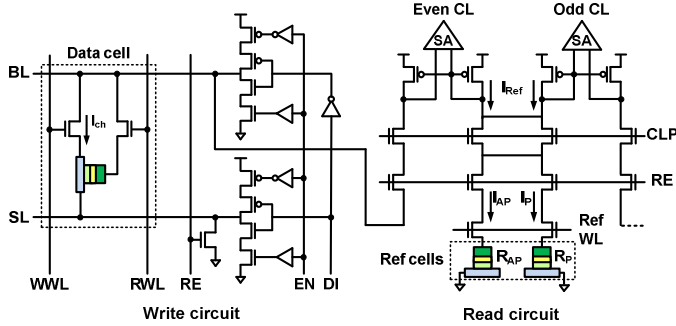 Even CL
Odd CL
SA
SA
Data cell
BL
I_Ref
I_ch
CLP
RE
I_AP
I_P
SL
Ref
WL
Ref cells
R_AP
R_P
WWL
RWL
RE
EN
DI
Write circuit
Read circuit